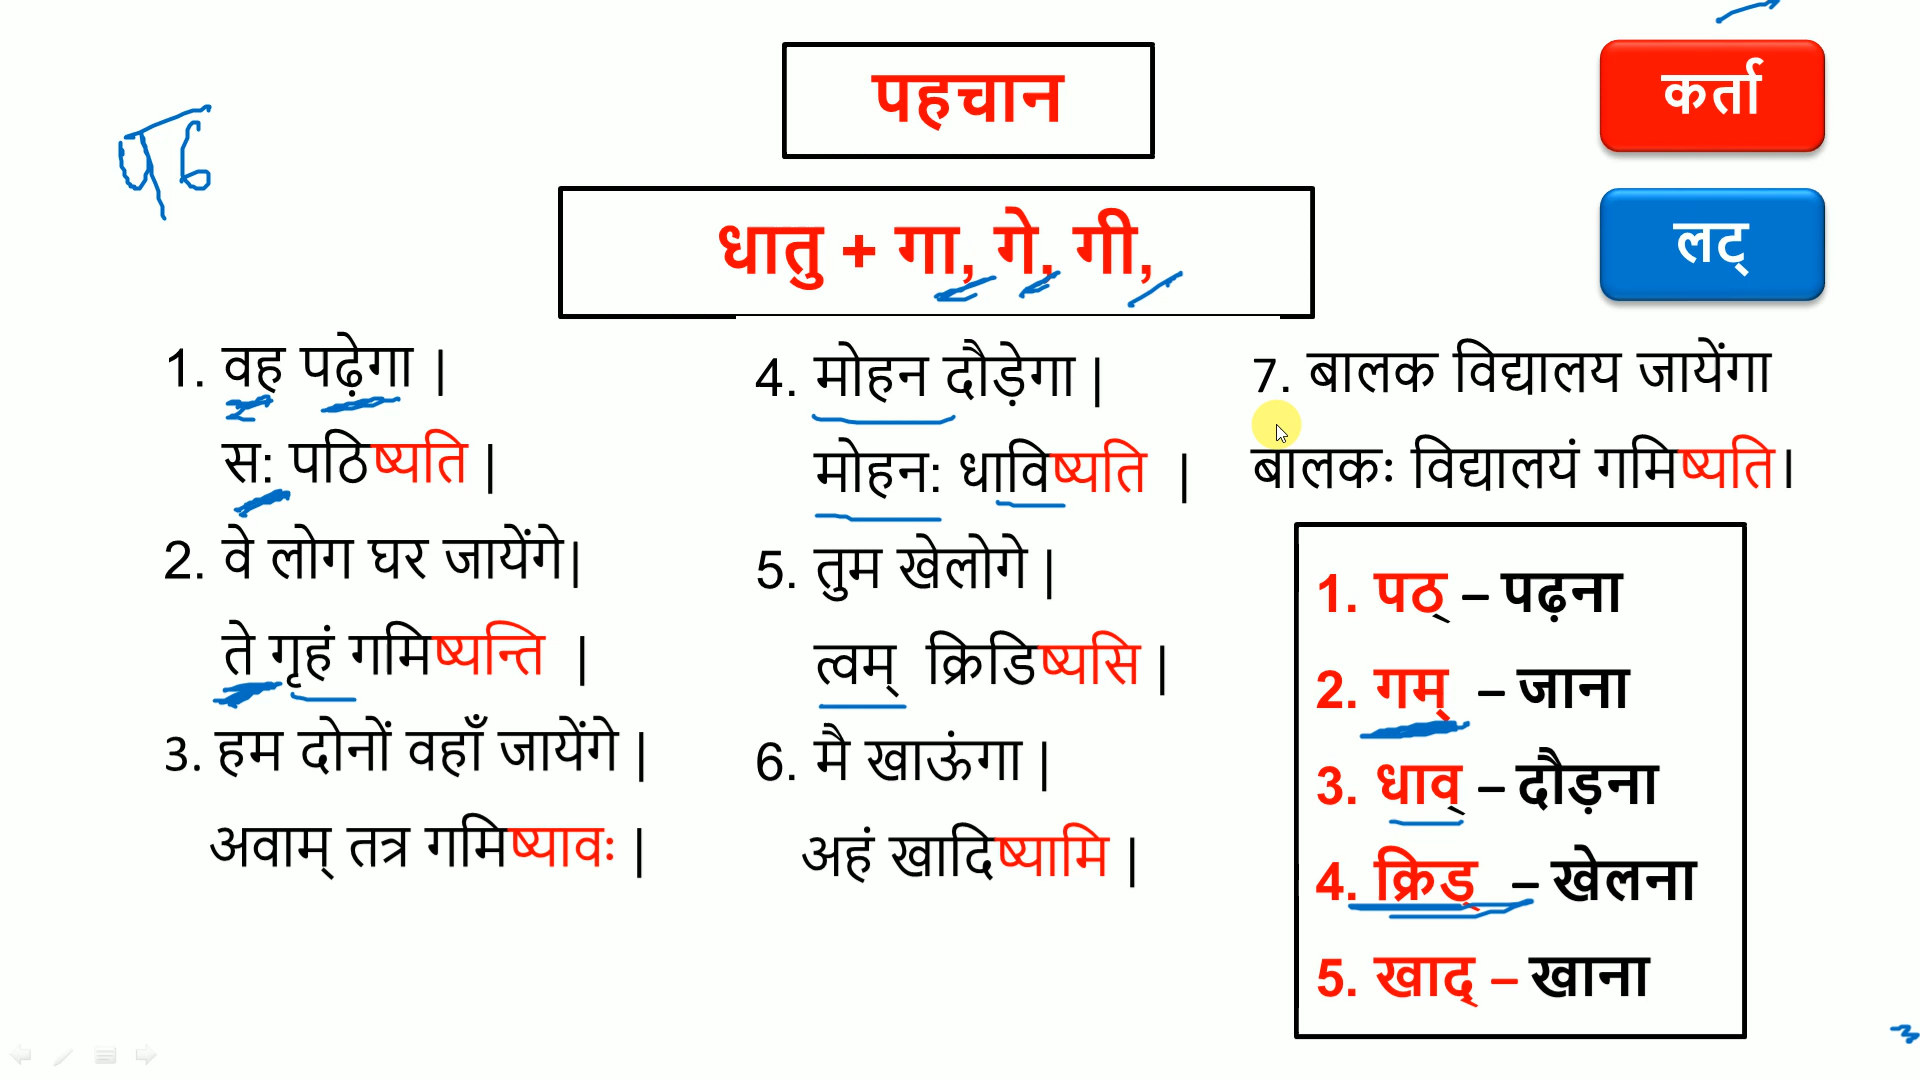 पहचान
कर्ता
लट्
पठ
धातु + गा, गे, गी,
1. वह पढ़ेगा |
स: पठिष्यति |
2. वे लोग घर जायेंगे|
ते गृहं गमिष्यन्ति |
3. हम दोनों वहाँ जायेंगे |
अवाम् तत्र गमिष्यावः |
4. मोहन दौड़ेगा |
मोहन: धाविष्यति |
5. तुम खेलोगे |
त्वम् क्रिडिष्यसि |
6. मै खाऊंगा |
अहं खादिष्यामि |
7. बालक विद्यालय जायेंगा
बालकः विद्यालयं गमिष्यति।
1. पठ् – पढ़ना
2. गम् – जाना
3. धाव् – दौड़ना
4. क्रिड् – खेलना
5. खाद् – खाना